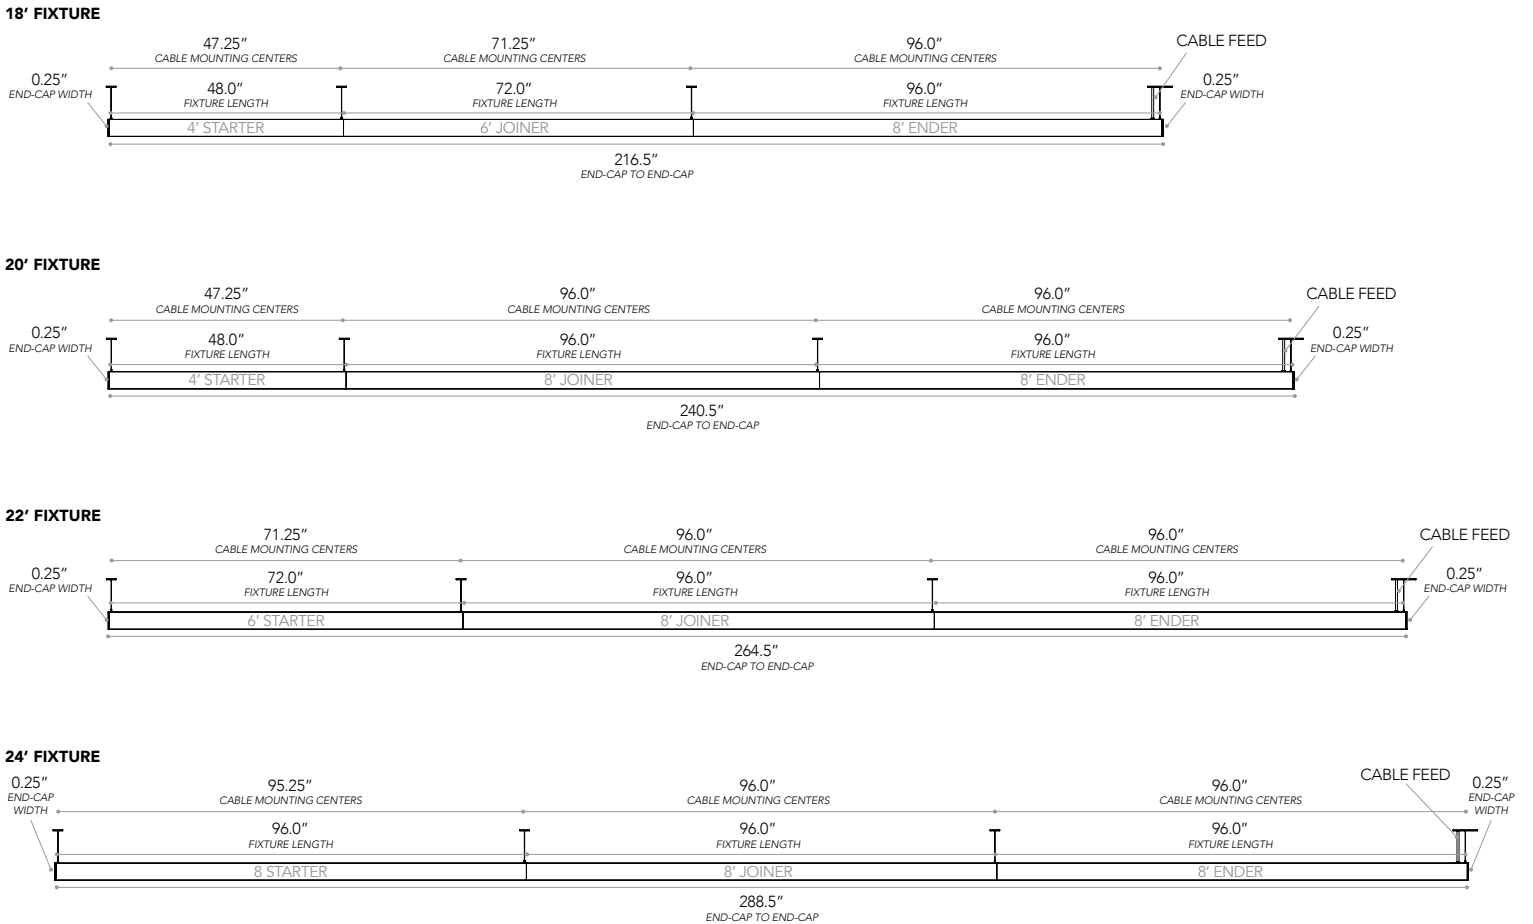 18’ FIXTURE
47.25”
CABLE MOUNTING CENTERS
71.25”
CABLE MOUNTING CENTERS
96.0”
CABLE MOUNTING CENTERS
CABLE FEED
0.25”
END-CAP WIDTH
48.0”
FIXTURE LENGTH
72.0”
FIXTURE LENGTH
96.0”
FIXTURE LENGTH
0.25”
END-CAP WIDTH
4’ STARTER
6’ JOINER
8’ ENDER
216.5”
END-CAP TO END-CAP
20’ FIXTURE
47.25”
CABLE MOUNTING CENTERS
96.0”
CABLE MOUNTING CENTERS
96.0”
CABLE MOUNTING CENTERS
CABLE FEED
0.25”
END-CAP WIDTH
48.0”
FIXTURE LENGTH
96.0”
FIXTURE LENGTH
96.0”
FIXTURE LENGTH
0.25”
END-CAP WIDTH
4’ STARTER
8’ JOINER
8’ ENDER
240.5”
END-CAP TO END-CAP
22’ FIXTURE
71.25”
CABLE MOUNTING CENTERS
96.0”
CABLE MOUNTING CENTERS
96.0”
CABLE MOUNTING CENTERS
CABLE FEED
0.25”
END-CAP WIDTH
72.0”
FIXTURE LENGTH
96.0”
FIXTURE LENGTH
96.0”
FIXTURE LENGTH
0.25”
END-CAP WIDTH
6’ STARTER
8’ JOINER
8’ ENDER
264.5”
END-CAP TO END-CAP
24’ FIXTURE
0.25”
END-CAP
WIDTH
95.25”
CABLE MOUNTING CENTERS
96.0”
CABLE MOUNTING CENTERS
96.0”
CABLE MOUNTING CENTERS
CABLE FEED
0.25”
END-CAP
WIDTH
96.0”
FIXTURE LENGTH
96.0”
FIXTURE LENGTH
96.0”
FIXTURE LENGTH
8 STARTER
8’ JOINER
8’ ENDER
288.5”
END-CAP TO END-CAP